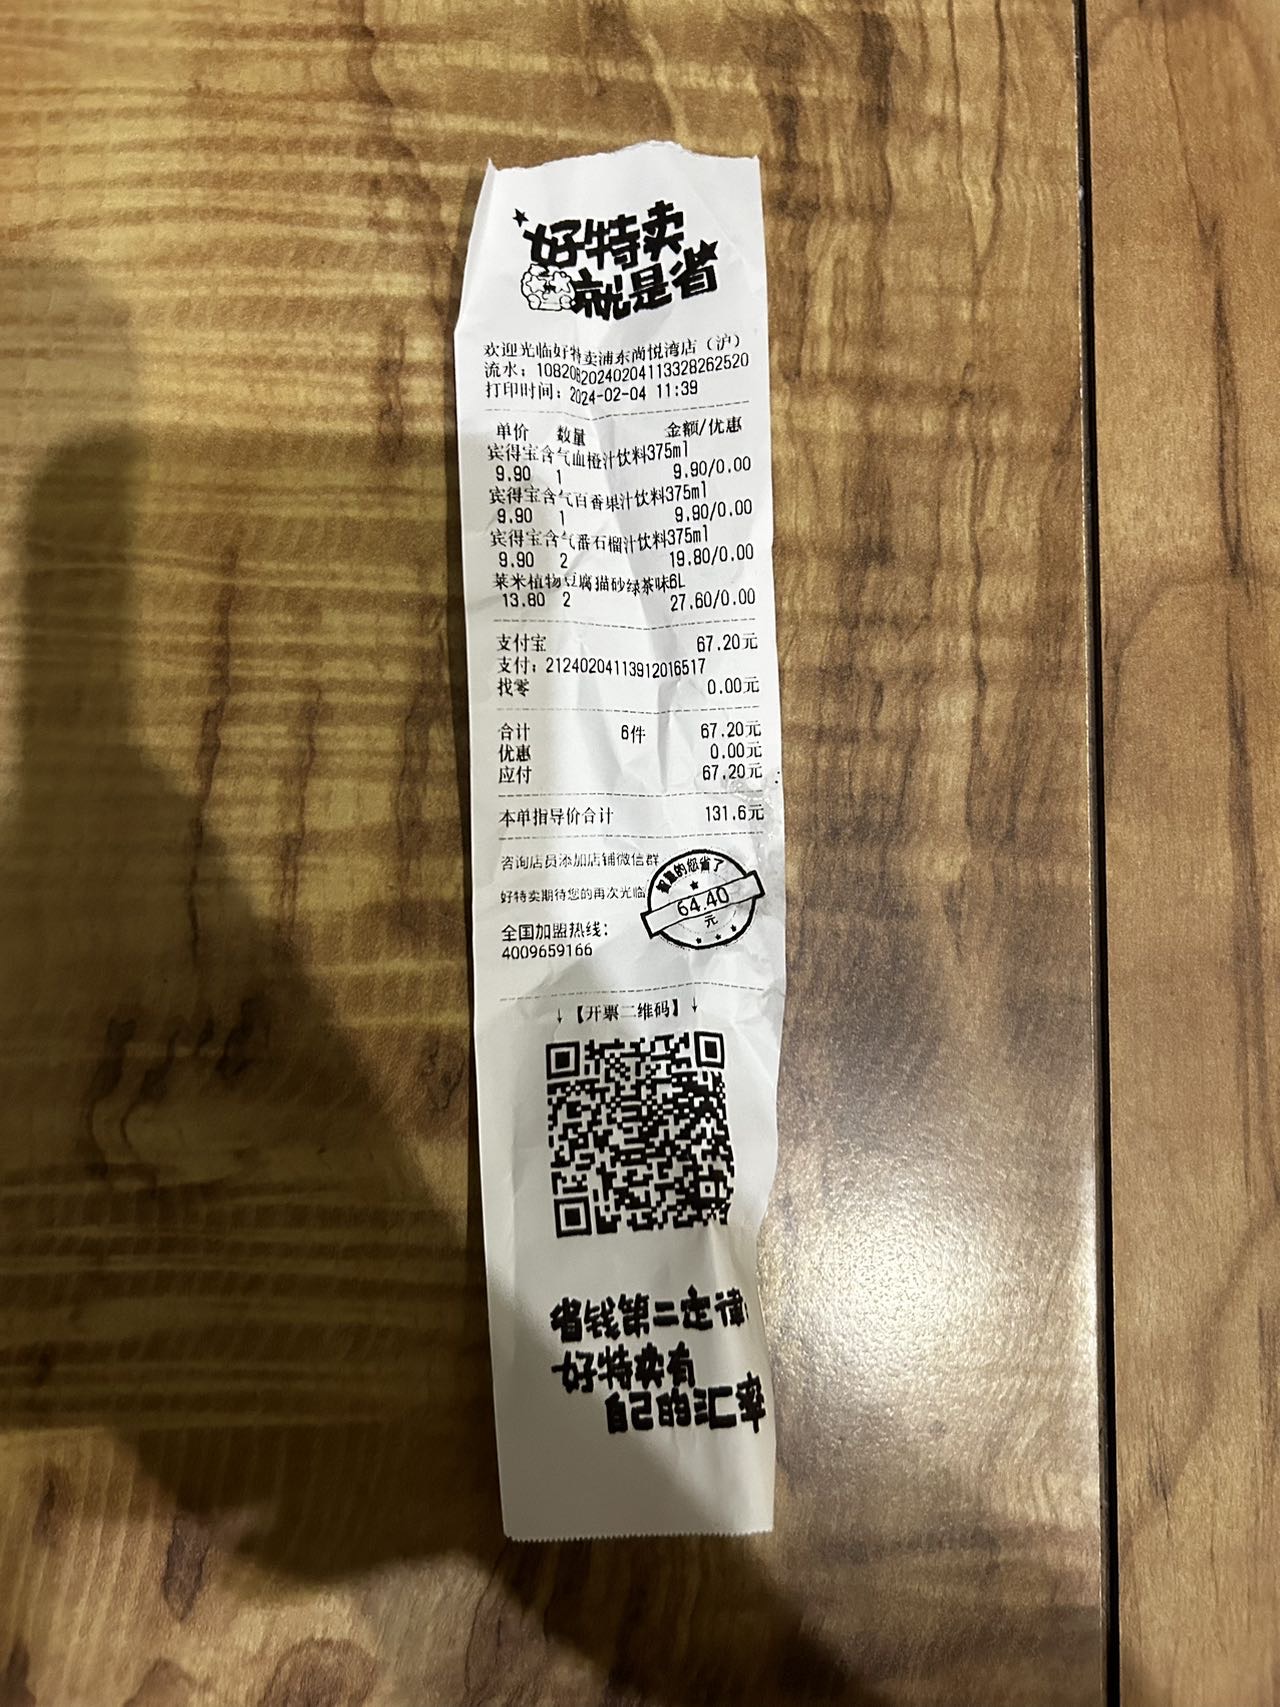 好特卖
就是省
欢迎光临好特卖浦东尚悦湾店（沪）
流水：10820820240204113328262520
打印时间：2024-02-04 11:39
单价 数量 金额/优惠
宾得宝含气血橙汁饮料375ml
9.90 1 9.90/0.00
宾得宝含气百香果汁饮料375ml
9.90 1 9.90/0.00
宾得宝含气番石榴汁饮料375ml
9.90 2 19.80/0.00
莱米植物豆腐猫砂绿茶味6L
13.80 2 27.60/0.00
支付宝 67.20元
支付：21240204113912016517
找零 0.00元
合计 6件 67.20元
优惠 0.00元
应付 67.20元
本单指导价合计 131.6元
咨询店员添加店铺微信群
好特卖期待您的再次光临
智慧的您省了
64.40
元
全国加盟热线：
4009659166
↓【开票二维码】↓
省钱第二定律：
好特卖有
自己的汇率